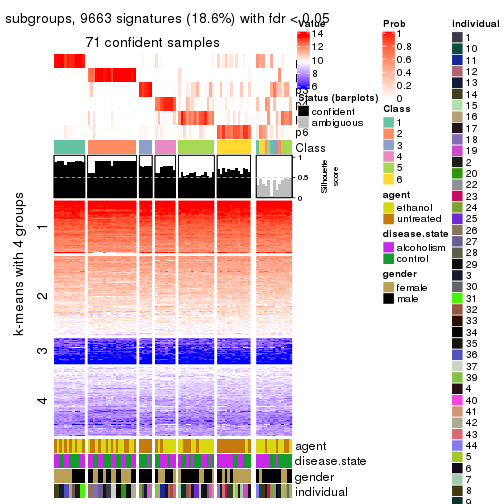 subgroups, 9663 signatures (18.6%) with fdr < 0.05
71 confident samples
k-means with 4 groups
1
2
3
4
p6
Class
1
0.5
0
Silhouette
score
agent
disease.state
gender
individual
Value
14
12
10
8
6
Status (barplots)
confident
ambiguous
Prob
1
0.8
0.6
0.4
0.2
0
Class
1
2
3
4
5
6
agent
ethanol
untreated
disease.state
alcoholism
control
gender
female
male
individual
1
10
11
12
13
14
15
16
17
18
19
2
20
22
23
24
25
26
27
28
29
3
30
31
32
33
34
35
36
37
39
4
40
41
42
43
44
5
6
7
8
9